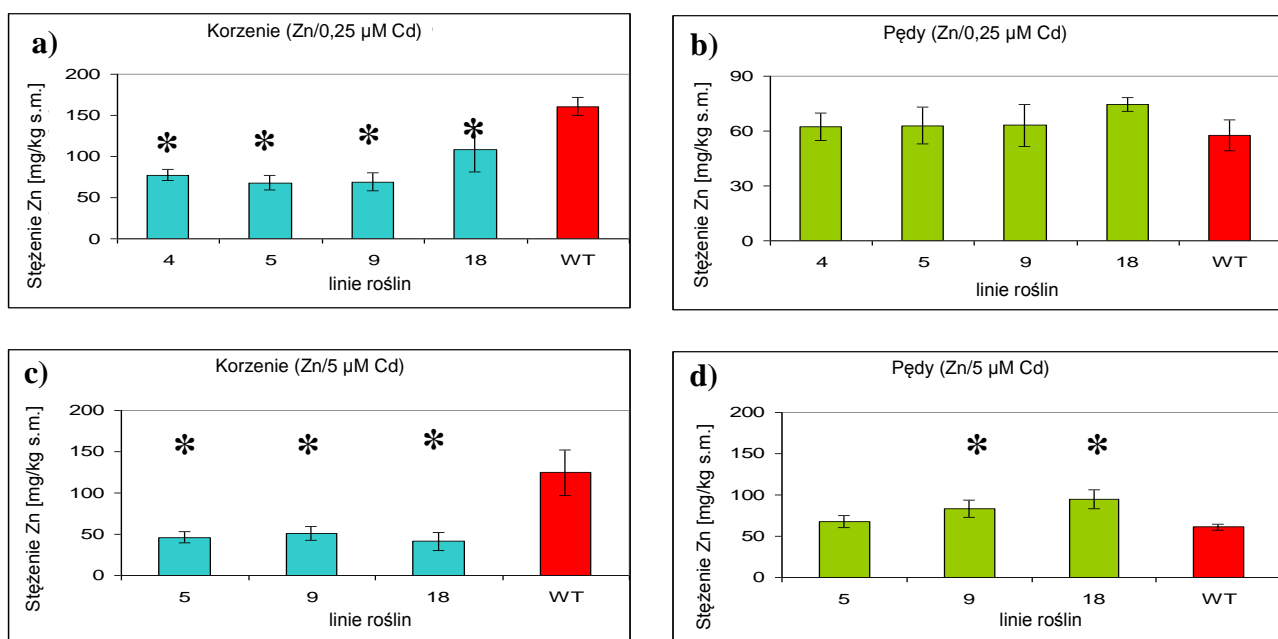 a)
Korzenie (Zn/0,25 µM Cd)
Stężenie Zn [mg/kg s.m.]
200
150
100
50
0
*
*
*
*
4 5 9 18 WT
linie roślin
b)
Pędy (Zn/0,25 µM Cd)
Stężenie Zn [mg/kg s.m.]
90
60
30
0
4 5 9 18 WT
linie roślin
c)
Korzenie (Zn/5 µM Cd)
Stężenie Zn [mg/kg s.m.]
200
150
100
50
0
*
*
*
5 9 18 WT
linie roślin
d)
Pędy (Zn/5 µM Cd)
Stężenie Zn [mg/kg s.m.]
200
150
100
50
0
*
*
5 9 18 WT
linie roślin